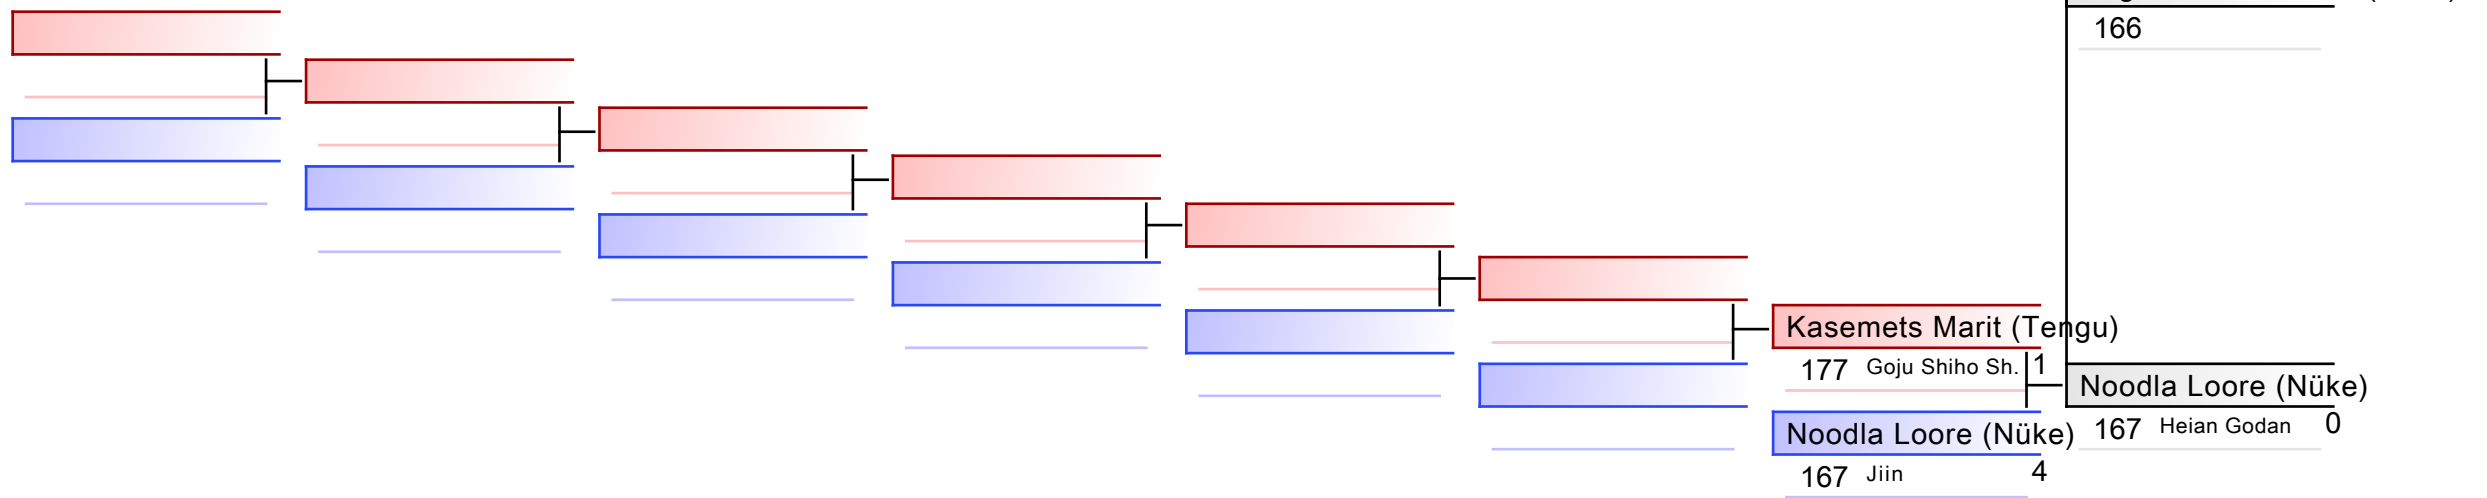 166
Kasemets Marit (Tengu)
177 Goju Shiho Sh. 1
Noodla Loore (Nüke)
167 Heian Godan 0
Noodla Loore (Nüke)
167 Jiin 4